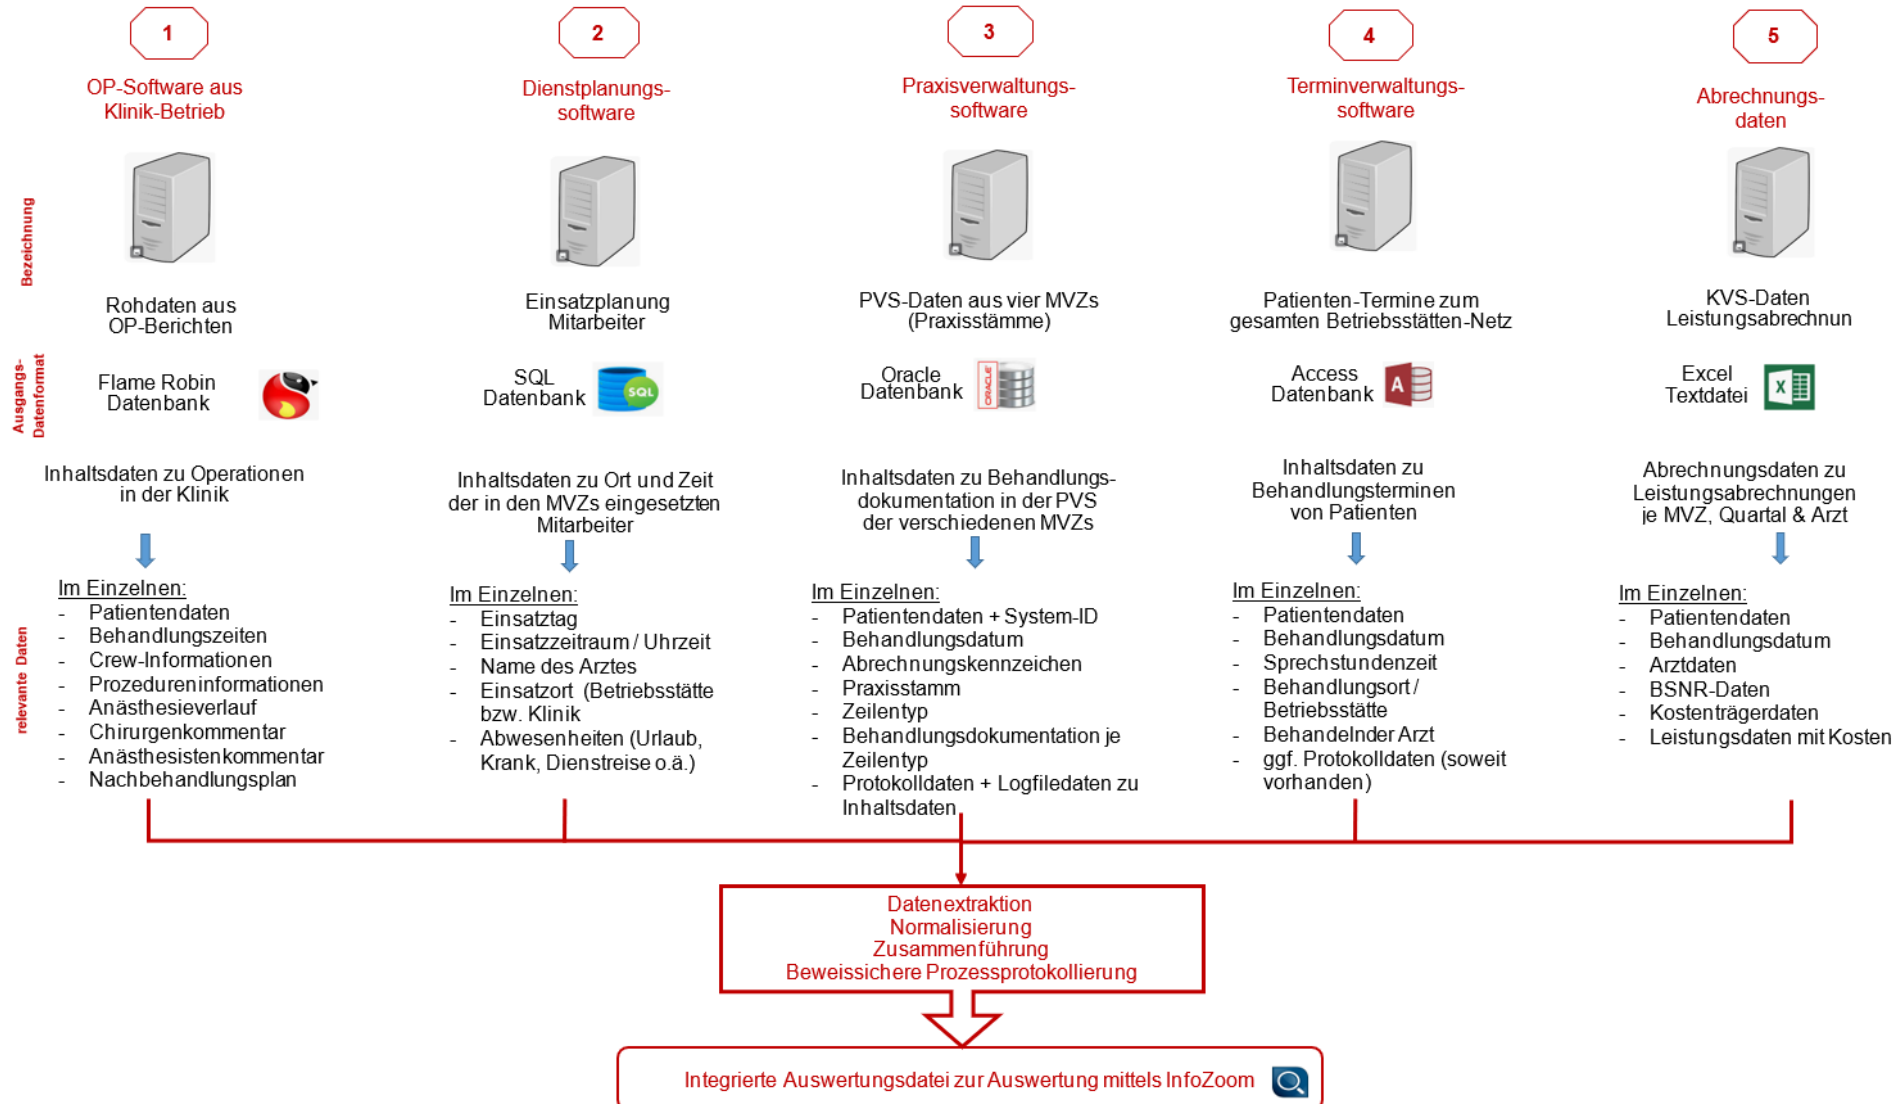 1
OP-Software aus
Klinik-Betrieb
2
Dienstplanungs-
software
3
Praxisverwaltungs-
software
4
Terminverwaltungs-
software
5
Abrechnungs-
daten
Bezeichnung
Rohdaten aus
OP-Berichten
Einsatzplanung
Mitarbeiter
PVS-Daten aus vier MVZs
(Praxisstämme)
Patienten-Termine zum
gesamten Betriebsstätten-Netz
KVS-Daten
Leistungsabrechnun
Ausgangs-
Datenformat
Flame Robin
Datenbank
SQL
Datenbank
SQL
Oracle
Datenbank
ORACLE
Access
Datenbank
A
Excel
Textdatei
X
relevante Daten
Inhaltsdaten zu Operationen
in der Klinik
Im Einzelnen:
- Patientendaten
- Behandlungszeiten
- Crew-Informationen
- Prozedureninformationen
- Anästhesieverlauf
- Chirurgenkommentar
- Anästhesistenkommentar
- Nachbehandlungsplan
Inhaltsdaten zu Ort und Zeit
der in den MVZs eingesetzten
Mitarbeiter
Im Einzelnen:
- Einsatztag
- Einsatzzeitraum / Uhrzeit
- Name des Arztes
- Einsatzort (Betriebsstätte
bzw. Klinik
- Abwesenheiten (Urlaub,
Krank, Dienstreise o.ä.)
Inhaltsdaten zu Behandlungs-
dokumentation in der PVS
der verschiedenen MVZs
Im Einzelnen:
- Patientendaten + System-ID
- Behandlungsdatum
- Abrechnungskennzeichen
- Praxisstamm
- Zeilentyp
- Behandlungsdokumentation je
Zeilentyp
- Protokolldaten + Logfiledaten zu
Inhaltsdaten
Inhaltsdaten zu
Behandlungsterminen
von Patienten
Im Einzelnen:
- Patientendaten
- Behandlungsdatum
- Sprechstundenzeit
- Behandlungsort /
Betriebsstätte
- Behandelnder Arzt
- ggf. Protokolldaten (soweit
vorhanden)
Abrechnungsdaten zu
Leistungsabrechnungen
je MVZ, Quartal & Arzt
Im Einzelnen:
- Patientendaten
- Behandlungsdatum
- Arztdaten
- BSNR-Daten
- Kostenträgerdaten
- Leistungsdaten mit Kosten
Datenextraktion
Normalisierung
Zusammenführung
Beweissichere Prozessprotokollierung
Integrierte Auswertungsdatei zur Auswertung mittels InfoZoom